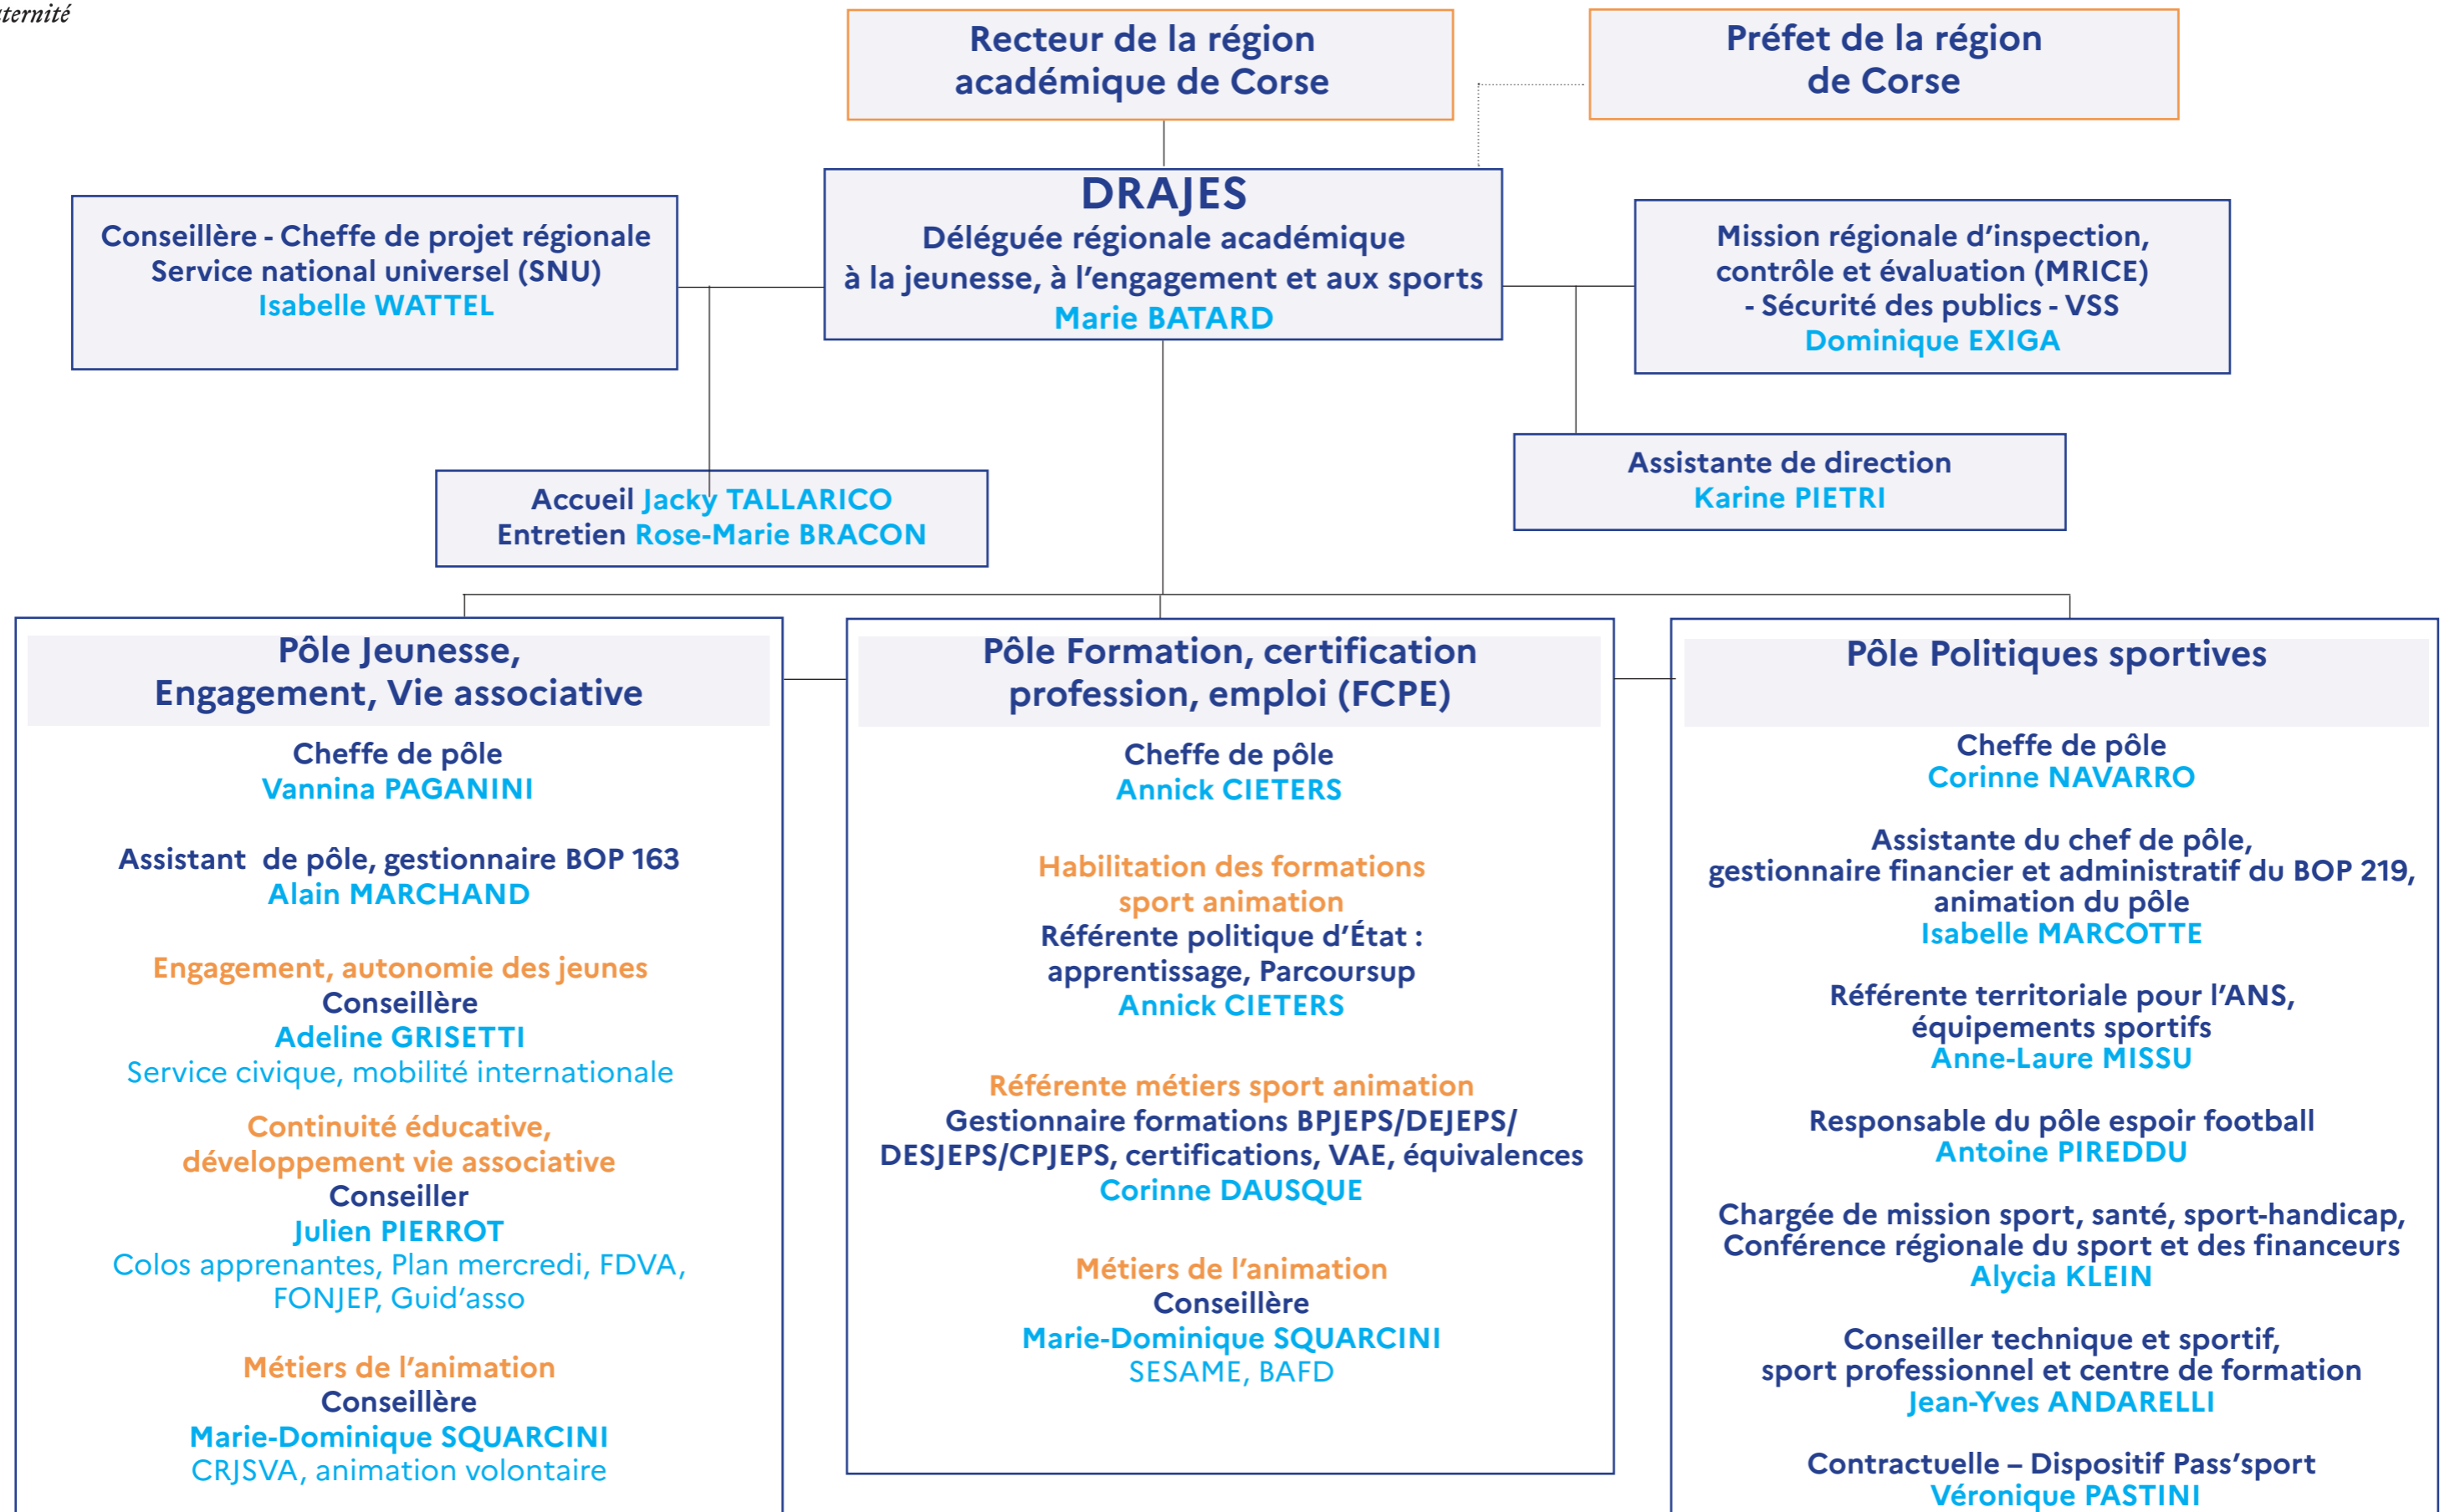 Recteur de la région
académique de Corse
Préfet de la région
de Corse
DRAJES
Déléguée régionale académique
à la jeunesse, à l'engagement et aux sports
Marie BATARD
Conseillère - Cheffe de projet régionale
Service national universel (SNU)
Isabelle WATTEL
Mission régionale d'inspection,
contrôle et évaluation (MRICE)
- Sécurité des publics - VSS
Dominique EXIGA
Accueil Jacky TALLARICO
Entretien Rose-Marie BRACON
Assistante de direction
Karine PIETRI
Pôle Jeunesse,
Engagement, Vie associative
Cheffe de pôle
Vannina PAGANINI
Assistant de pôle, gestionnaire BOP 163
Alain MARCHAND
Engagement, autonomie des jeunes
Conseillère
Adeline GRISETTI
Service civique, mobilité internationale
Continuité éducative,
développement vie associative
Conseiller
Julien PIERROT
Colos apprenantes, Plan mercredi, FDVA,
FONJEP, Guid'asso
Métiers de l'animation
Conseillère
Marie-Dominique SQUARCINI
CRJSVA, animation volontaire
Pôle Formation, certification
profession, emploi (FCPE)
Cheffe de pôle
Annick CIETERS
Habilitation des formations
sport animation
Référente politique d'État :
apprentissage, Parcoursup
Annick CIETERS
Référente métiers sport animation
Gestionnaire formations BPJEPS/DEJEPS/
DESJEPS/CPJEPS, certifications, VAE, équivalences
Corinne DAUSQUE
Métiers de l'animation
Conseillère
Marie-Dominique SQUARCINI
SESAME, BAFD
Pôle Politiques sportives
Cheffe de pôle
Corinne NAVARRO
Assistante du chef de pôle,
gestionnaire financier et administratif du BOP 219,
animation du pôle
Isabelle MARCOTTE
Référente territoriale pour l'ANS,
équipements sportifs
Anne-Laure MISSU
Responsable du pôle espoir football
Antoine PIREDDU
Chargée de mission sport, santé, sport-handicap,
Conférence régionale du sport et des financeurs
Alycia KLEIN
Conseiller technique et sportif,
sport professionnel et centre de formation
Jean-Yves ANDARELLI
Contractuelle – Dispositif Pass'sport
Véronique PASTINI